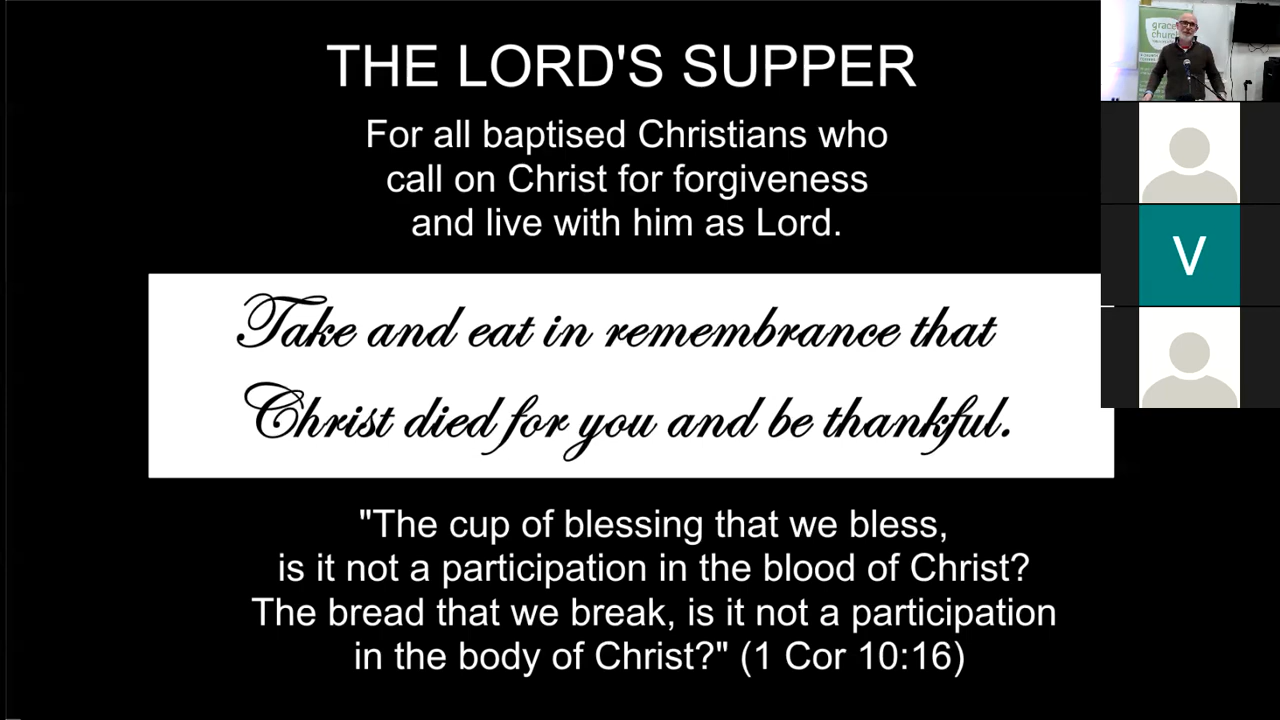 THE LORD'S SUPPER
For all baptised Christians who
call on Christ for forgiveness
and live with him as Lord.
Take and eat in remembrance that
Christ died for you and be thankful.
"The cup of blessing that we bless,
is it not a participation in the blood of Christ?
The bread that we break, is it not a participation
in the body of Christ?" (1 Cor 10:16)
grace
church
V